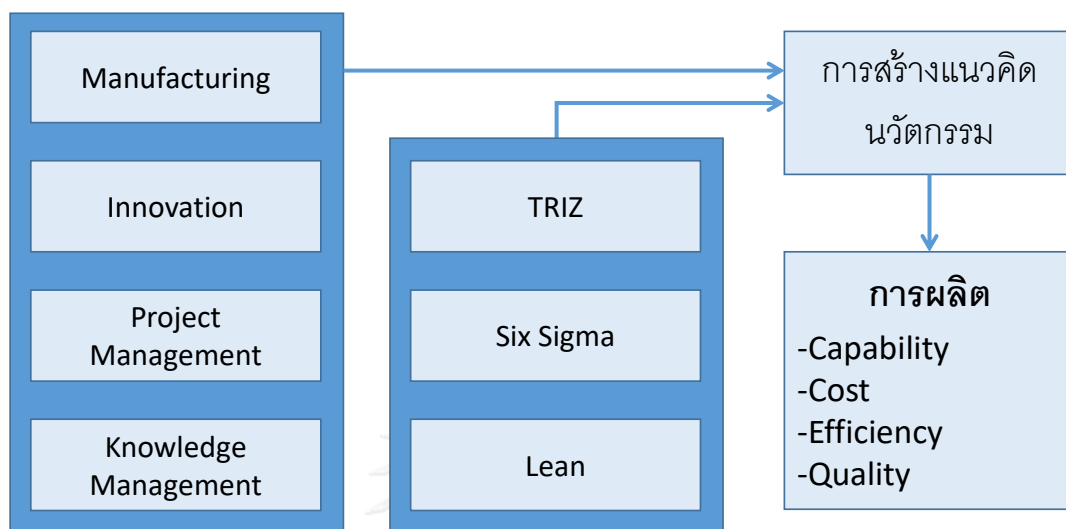 Manufacturing
Innovation
Project
Management
Knowledge
Management
TRIZ
Six Sigma
Lean
การสร้างแนวคิด
นวัตกรรม
การผลิต
-Capability
-Cost
-Efficiency
-Quality